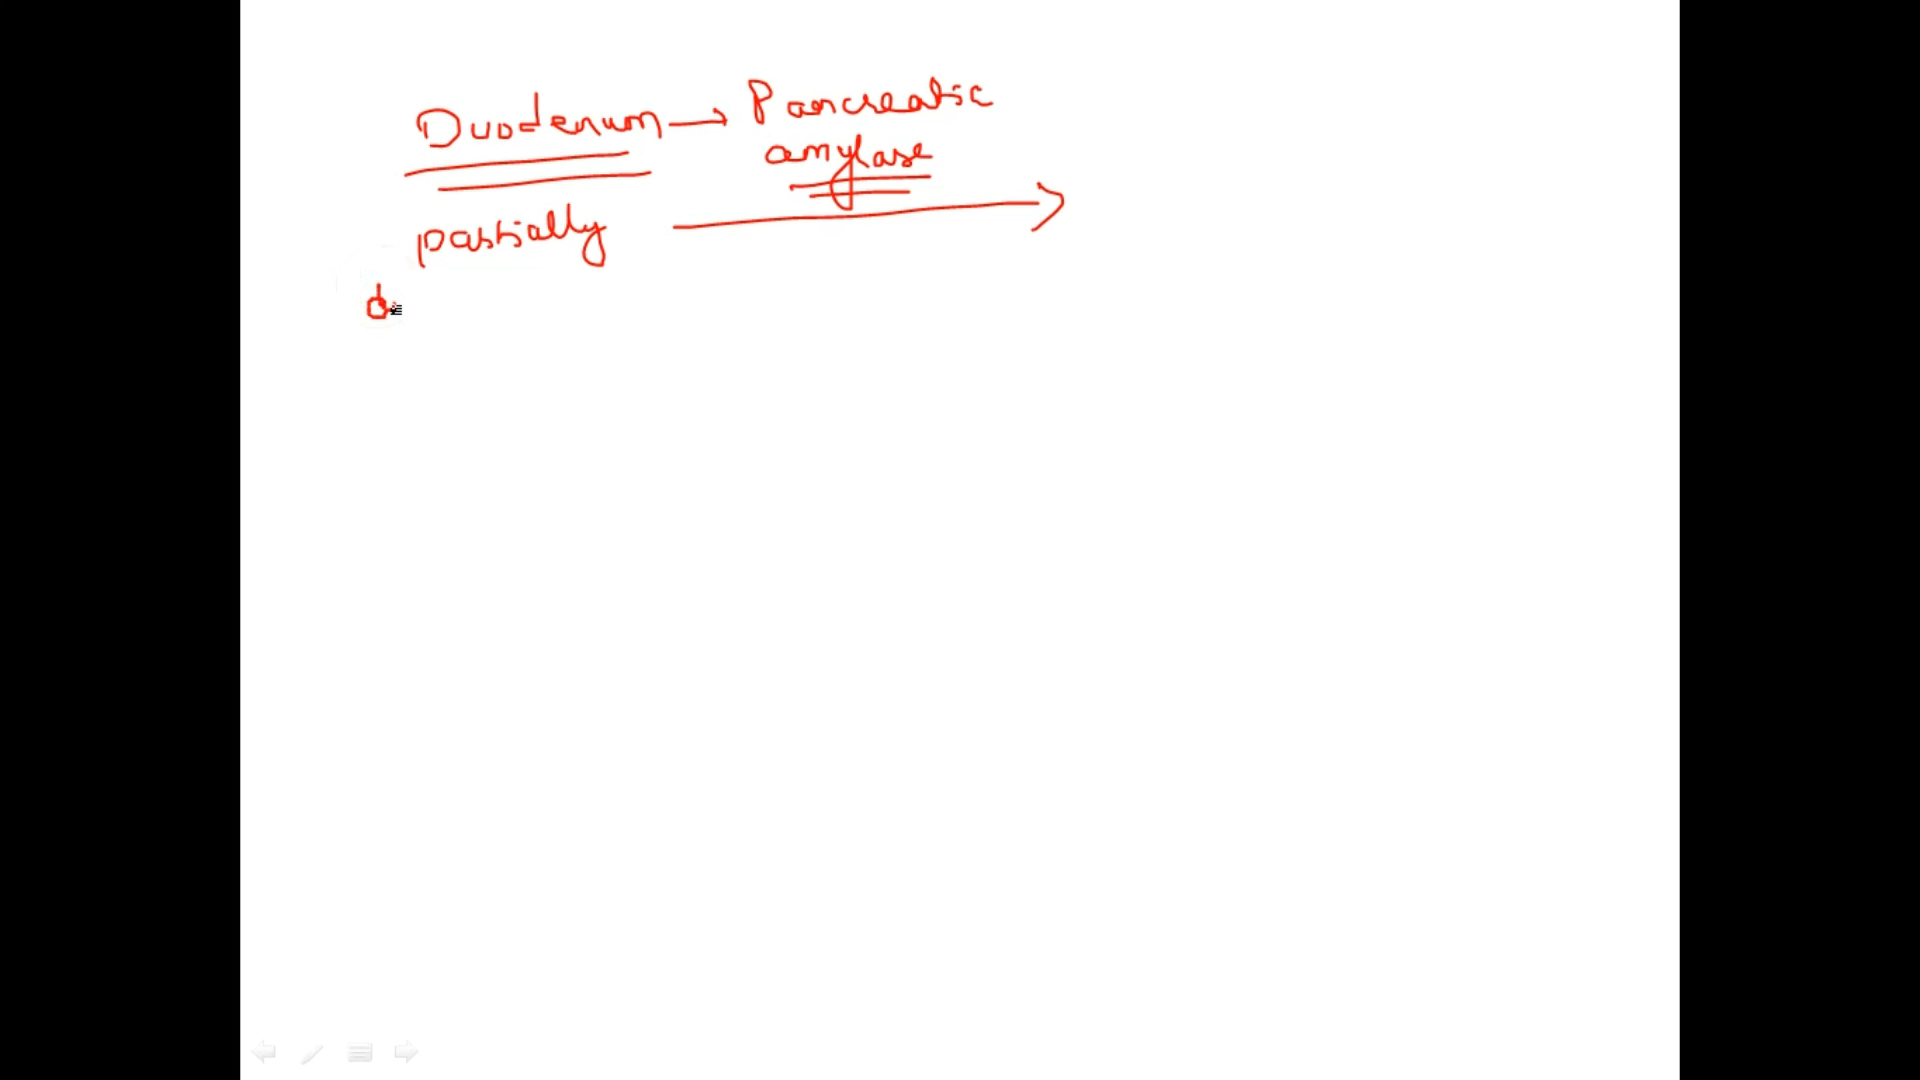 Duodenum → Pancreatic
amylase
partially →
d